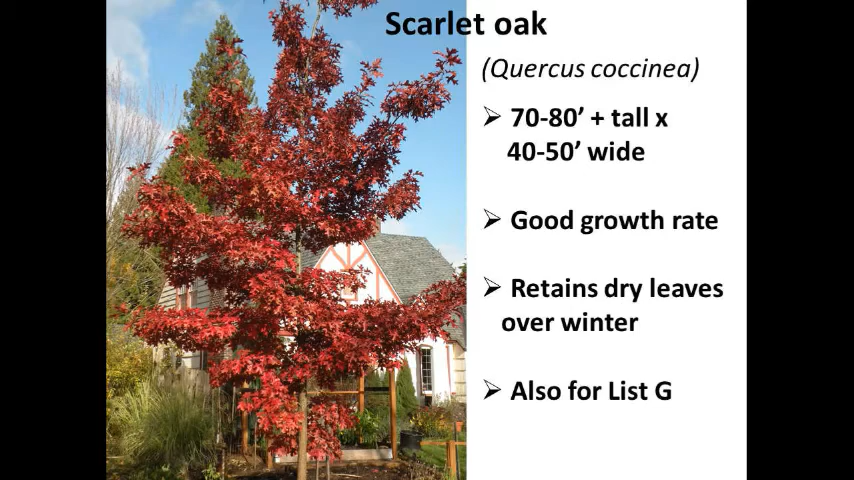 Scarlet oak
(Quercus coccinea)
➢ 70-80’ + tall x
40-50’ wide
➢ Good growth rate
➢ Retains dry leaves
over winter
➢ Also for List G